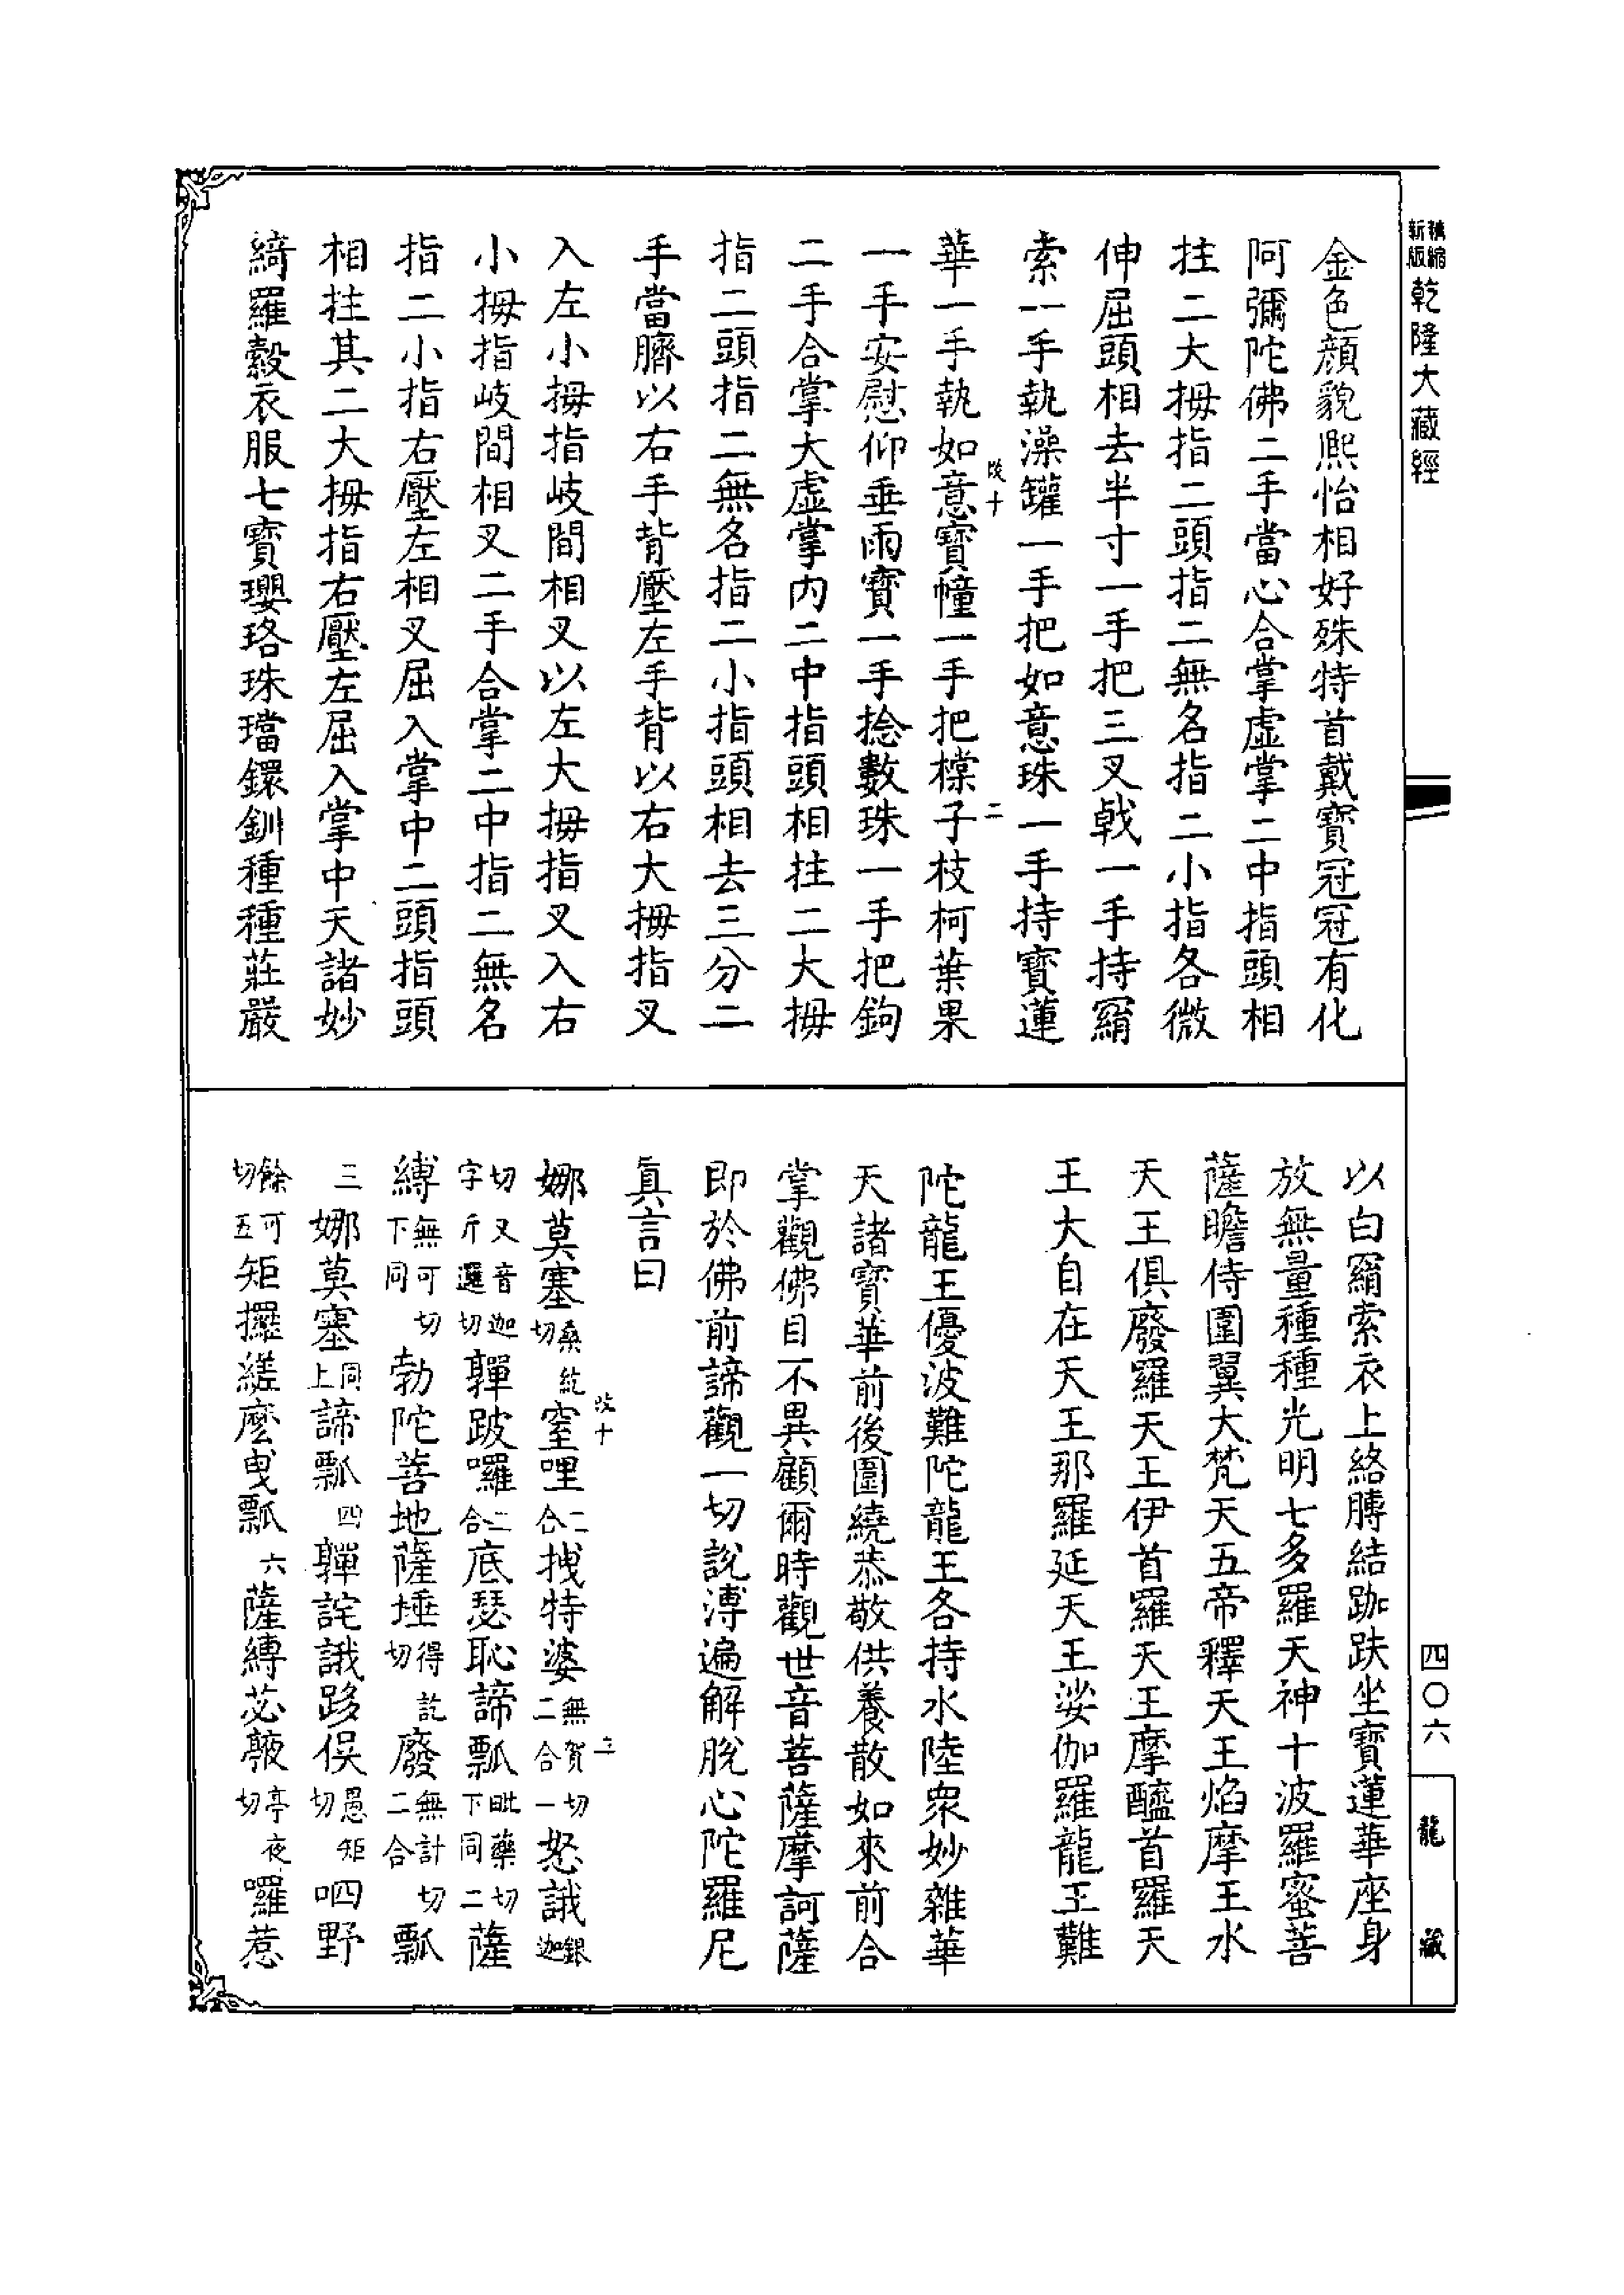 新縮
乾隆大藏經
金色顏貌熙怡相好殊特首戴寶冠冠有化
阿彌陀佛二手當心合掌虛掌二中指頭相
拄二大拇指二頭指二無名指二小指各微
伸屈頭相去半寸一手把三叉戟一手持羂
索一手執澡罐一手把如意珠一手持寶蓮
華一手執如意寶幢一手把樑子枝柯葉果
一手安慰仰垂雨寶一手捻數珠一手把鉤
二手合掌大虛掌內二中指頭相拄二大拇
指二頭指二無名指二小指頭相去三分二
手當臍以右手背壓左手背以右大拇指叉
入左小拇指岐間相叉以左大拇指叉入右
小拇指岐間相叉二手合掌二中指二無名
指二小指右壓左相叉屈入掌中二頭指頭
相拄其二大拇指右壓左屈入掌中天諸妙
綺羅縠衣服七寶瓔珞珠璫鐶釧種種莊嚴
以白羂索衣上絡膊結跏趺坐寶蓮華座身
放無量種種光明七多羅天神十波羅蜜菩
薩瞻侍圍翼大梵天五帝釋天王焰摩王水
天王俱廢羅天王伊首羅天王摩醯首羅天
王大自在天王那羅延天王娑伽羅龍王難
陀龍王優波難陀龍王各持水陸眾妙雜華
天諸寶華前後圍繞恭敬供養散如來前合
掌觀佛目不異顧爾時觀世音菩薩摩訶薩
即於佛前諦觀一切說溥遍解脫心陀羅尼
真言曰
娜莫塞桑紇切窒哩二合拽特婆無賀切二合一怒誐銀迦
切又音迦字斤邏切鸎跛囉二合底瑟恥諦瓢毗藥切下同二薩
縛無可切下同勃陀菩地薩埵得訖切廢無計切二合瓢
三娜莫塞同上諦瓢四鸎詫誐跢俁愚矩切呬野
餘可切五矩攞縒麼曳瓢六薩縛苾𢊍亭夜切囉惹
四〇六
龍藏